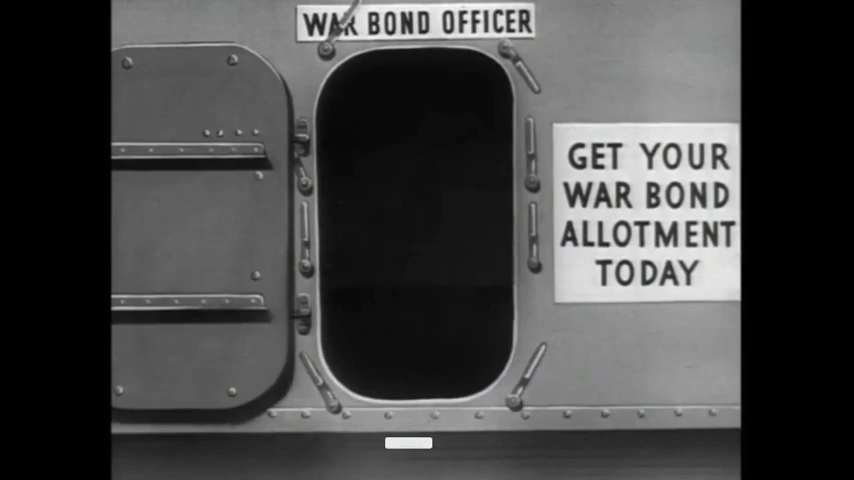 WAR BOND OFFICER
GET YOUR
WAR BOND
ALLOTMENT
TODAY